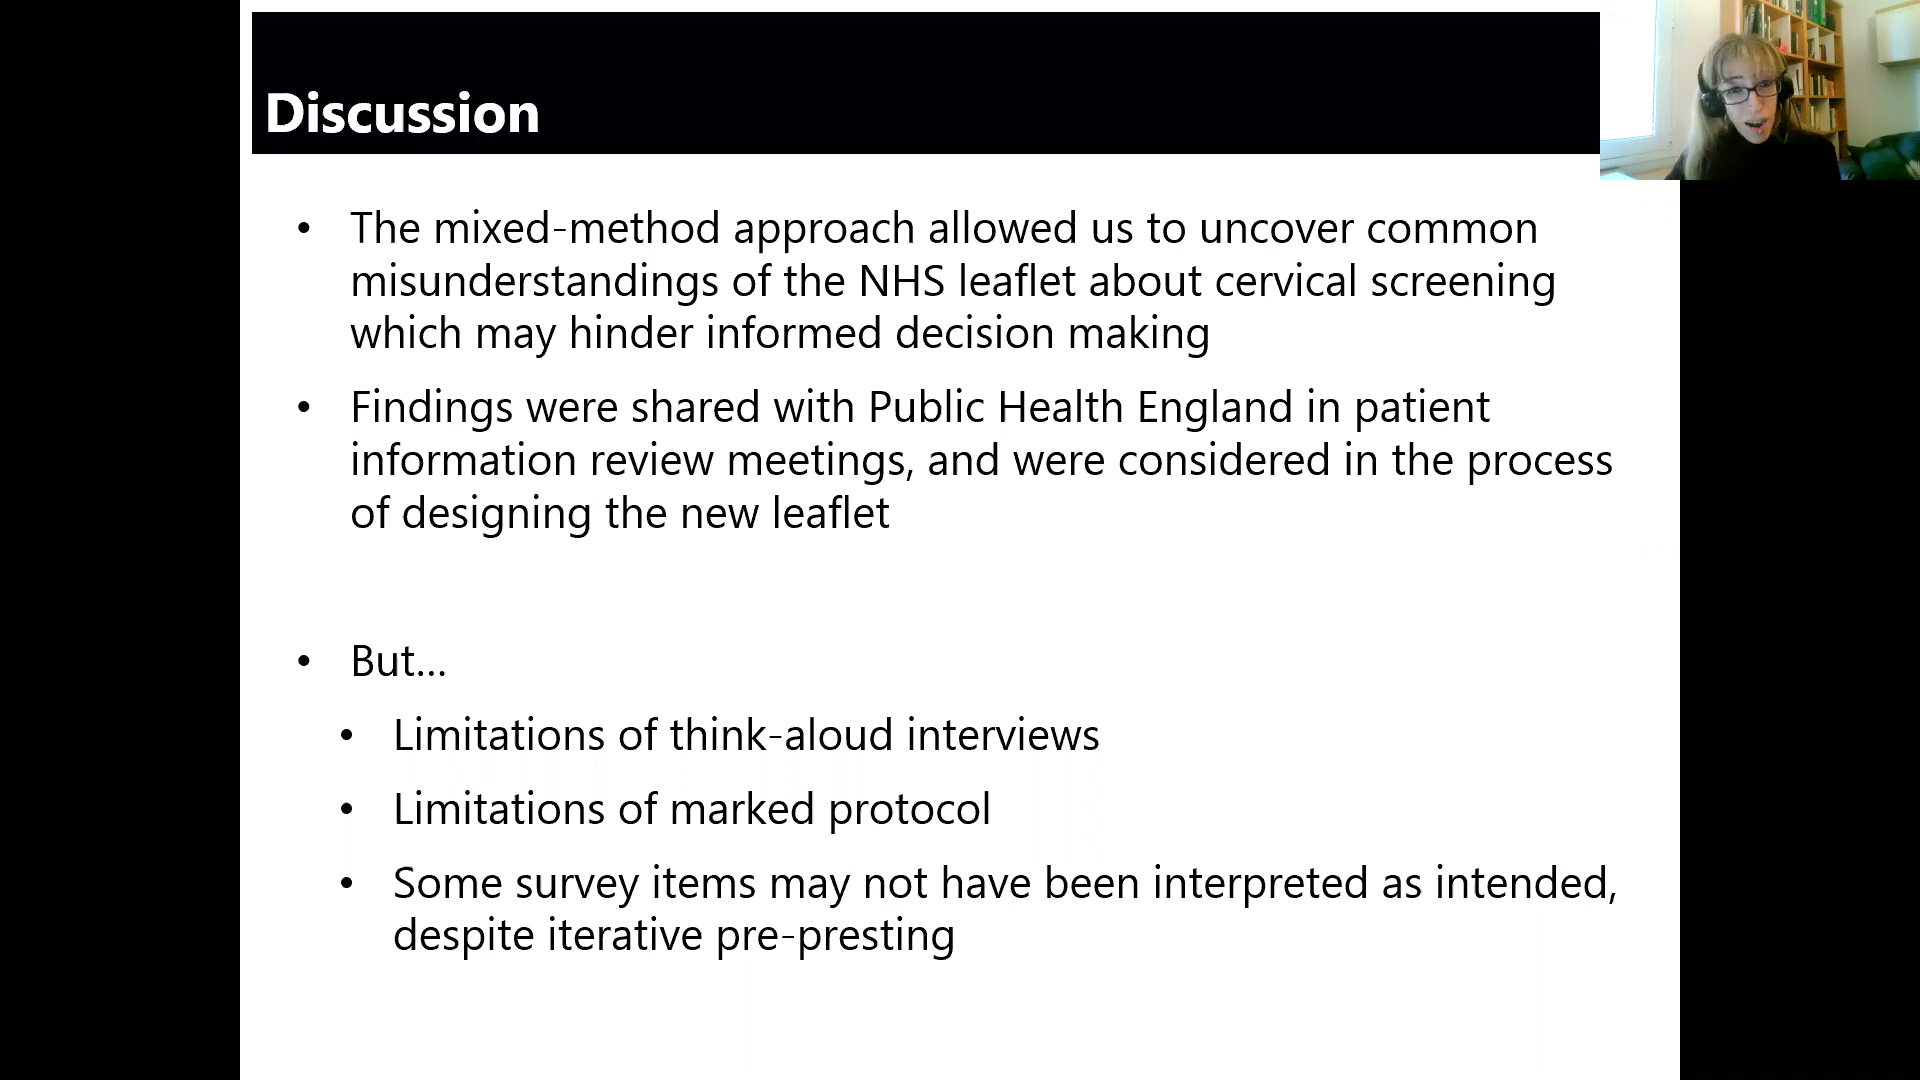 Discussion
• The mixed-method approach allowed us to uncover common
misunderstandings of the NHS leaflet about cervical screening
which may hinder informed decision making
• Findings were shared with Public Health England in patient
information review meetings, and were considered in the process
of designing the new leaflet
• But...
• Limitations of think-aloud interviews
• Limitations of marked protocol
• Some survey items may not have been interpreted as intended,
despite iterative pre-presting